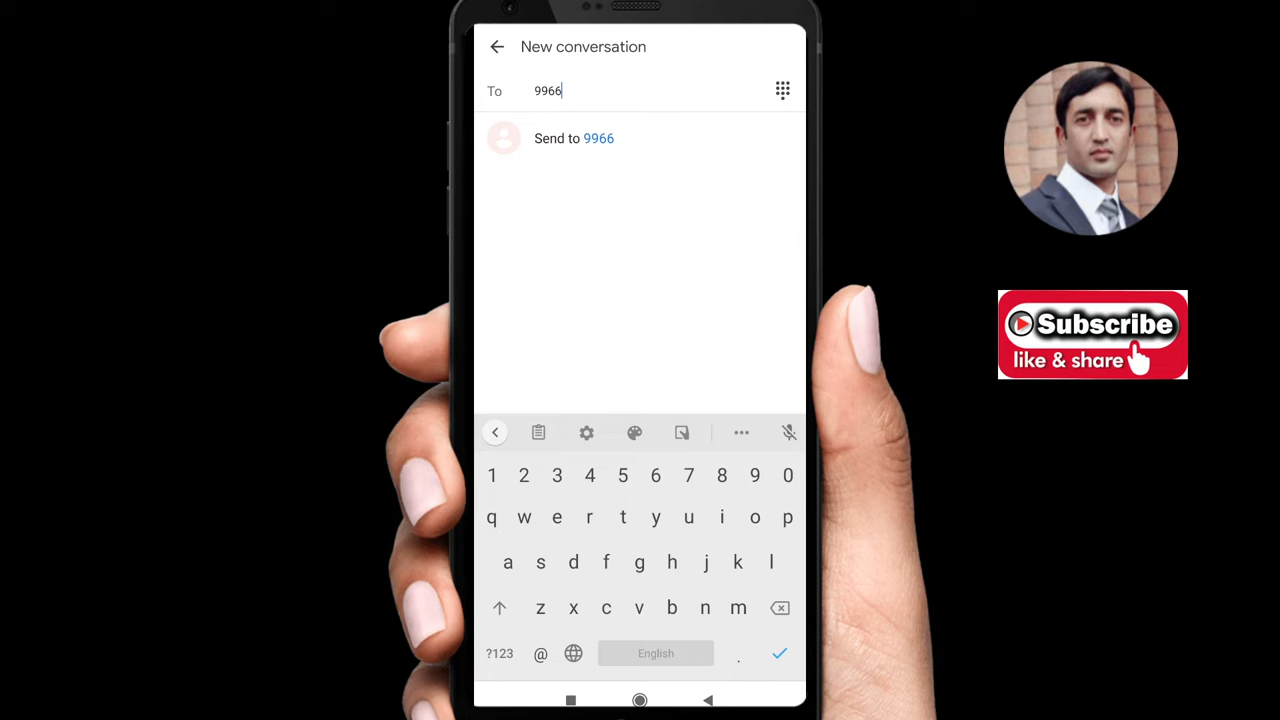 New conversation
To 9966
Send to 9966
Subscribe
like & share
1 2 3 4 5 6 7 8 9 0
q w e r t y u i o p
a s d f g h j k l
z x c v b n m
?123 @ English .